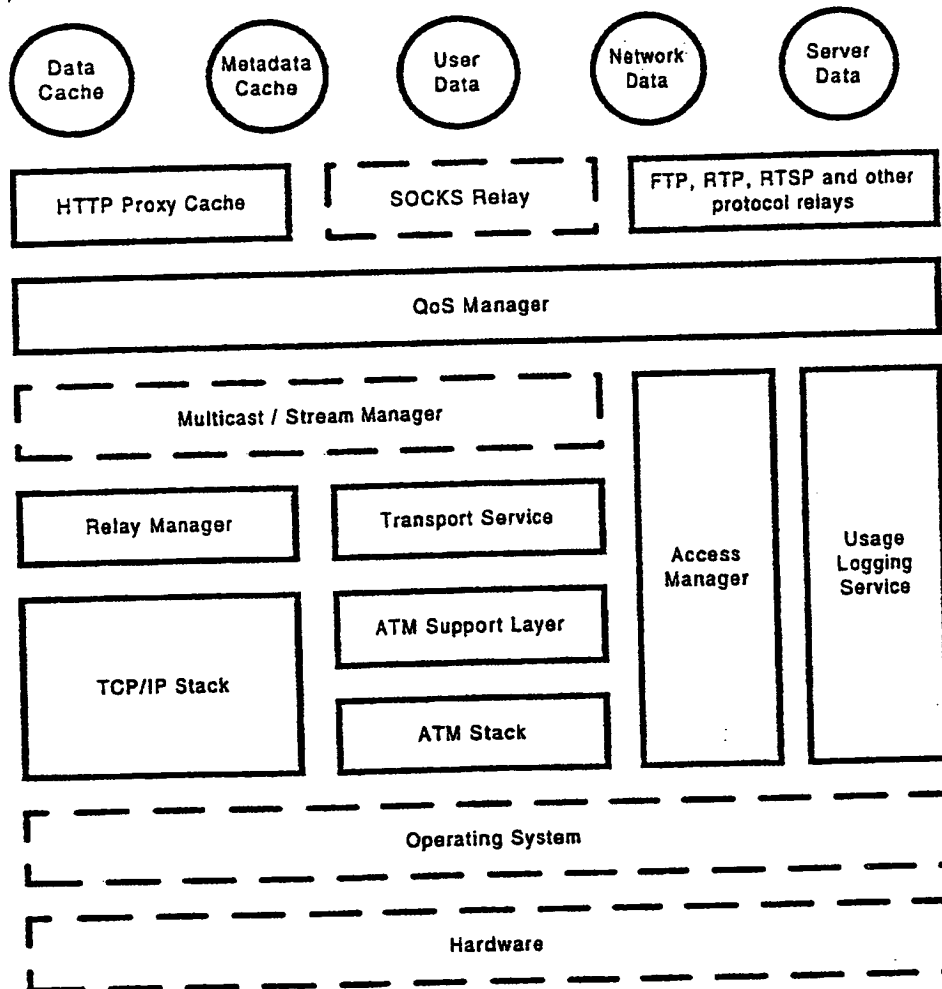 Data
Cache
Metadata
Cache
User
Data
Network
Data
Server
Data
HTTP Proxy Cache
SOCKS Relay
FTP, RTP, RTSP and other
protocol relays
QoS Manager
Multicast / Stream Manager
Relay Manager
Transport Service
Access
Manager
Usage
Logging
Service
ATM Support Layer
TCP/IP Stack
ATM Stack
Operating System
Hardware